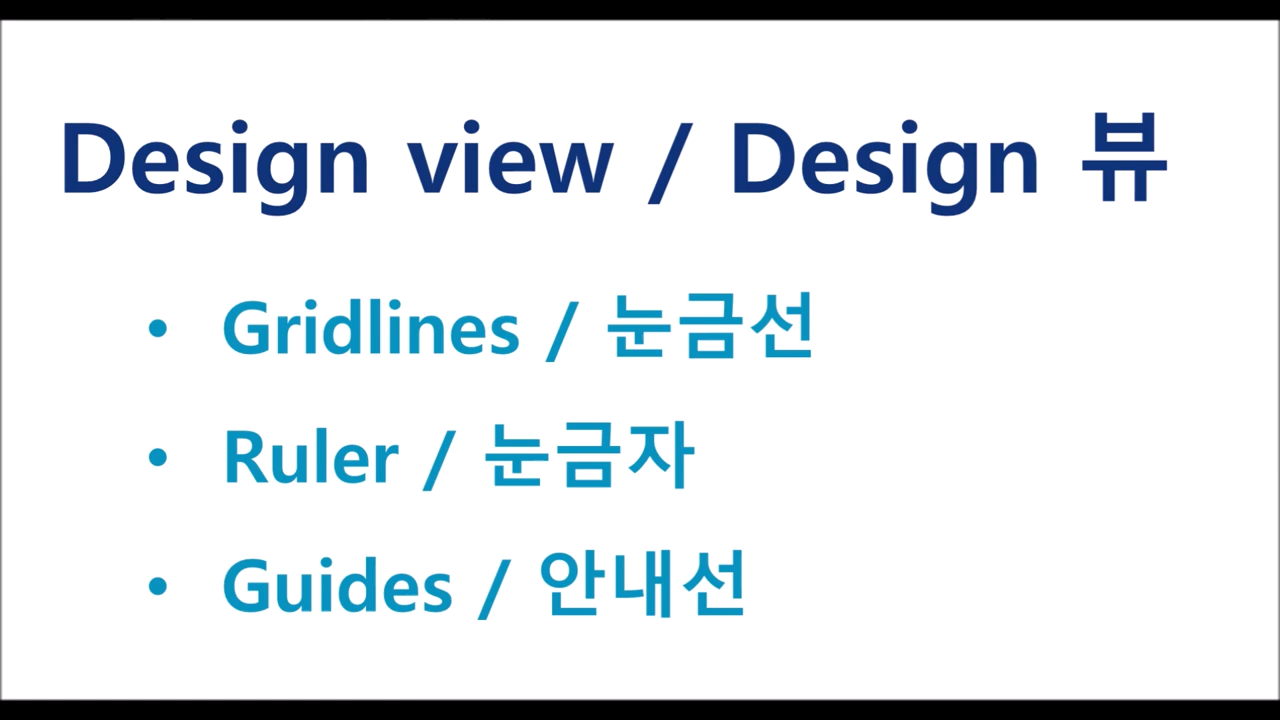 Design view / Design 뷰
• Gridlines / 눈금선
• Ruler / 눈금자
• Guides / 안내선